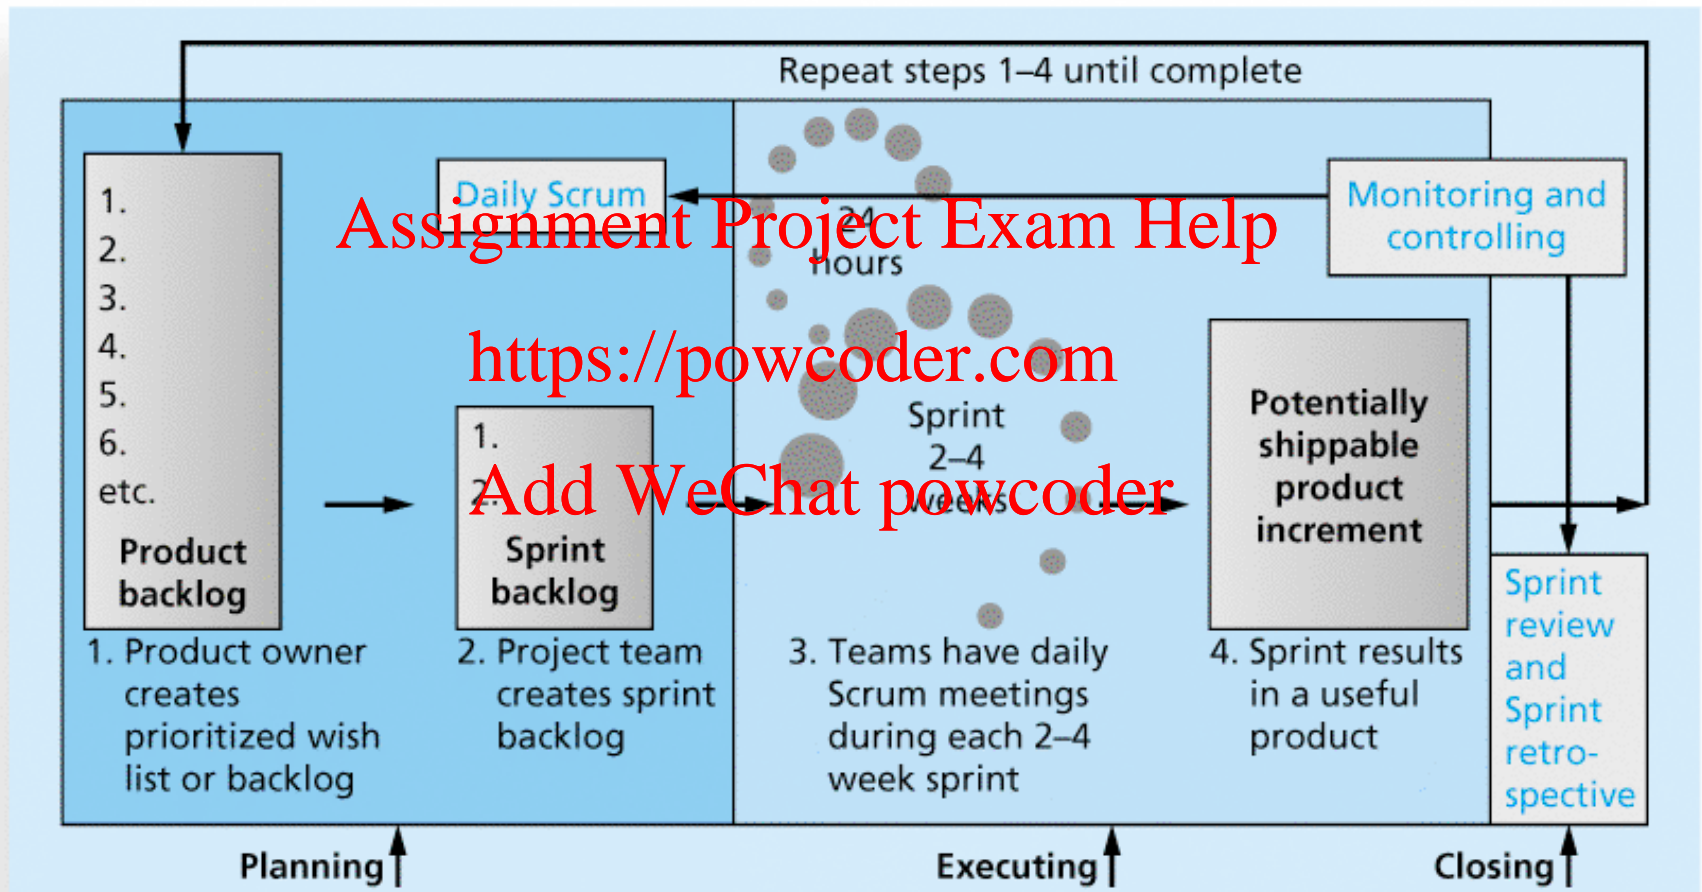 Repeat steps 1–4 until complete
1.
2.
3.
4.
5.
6.
etc.
Product
backlog
Daily Scrum
1.
2.
Sprint
backlog
24
hours
Sprint
2–4
weeks
Monitoring and
controlling
Potentially
shippable
product
increment
Assignment Project Exam Help
https://powcoder.com
Add WeChat powcoder
1. Product owner
creates
prioritized wish
list or backlog
2. Project team
creates sprint
backlog
3. Teams have daily
Scrum meetings
during each 2–4
week sprint
4. Sprint results
in a useful
product
Sprint
review
and
Sprint
retro-
spective
Planning
Executing
Closing